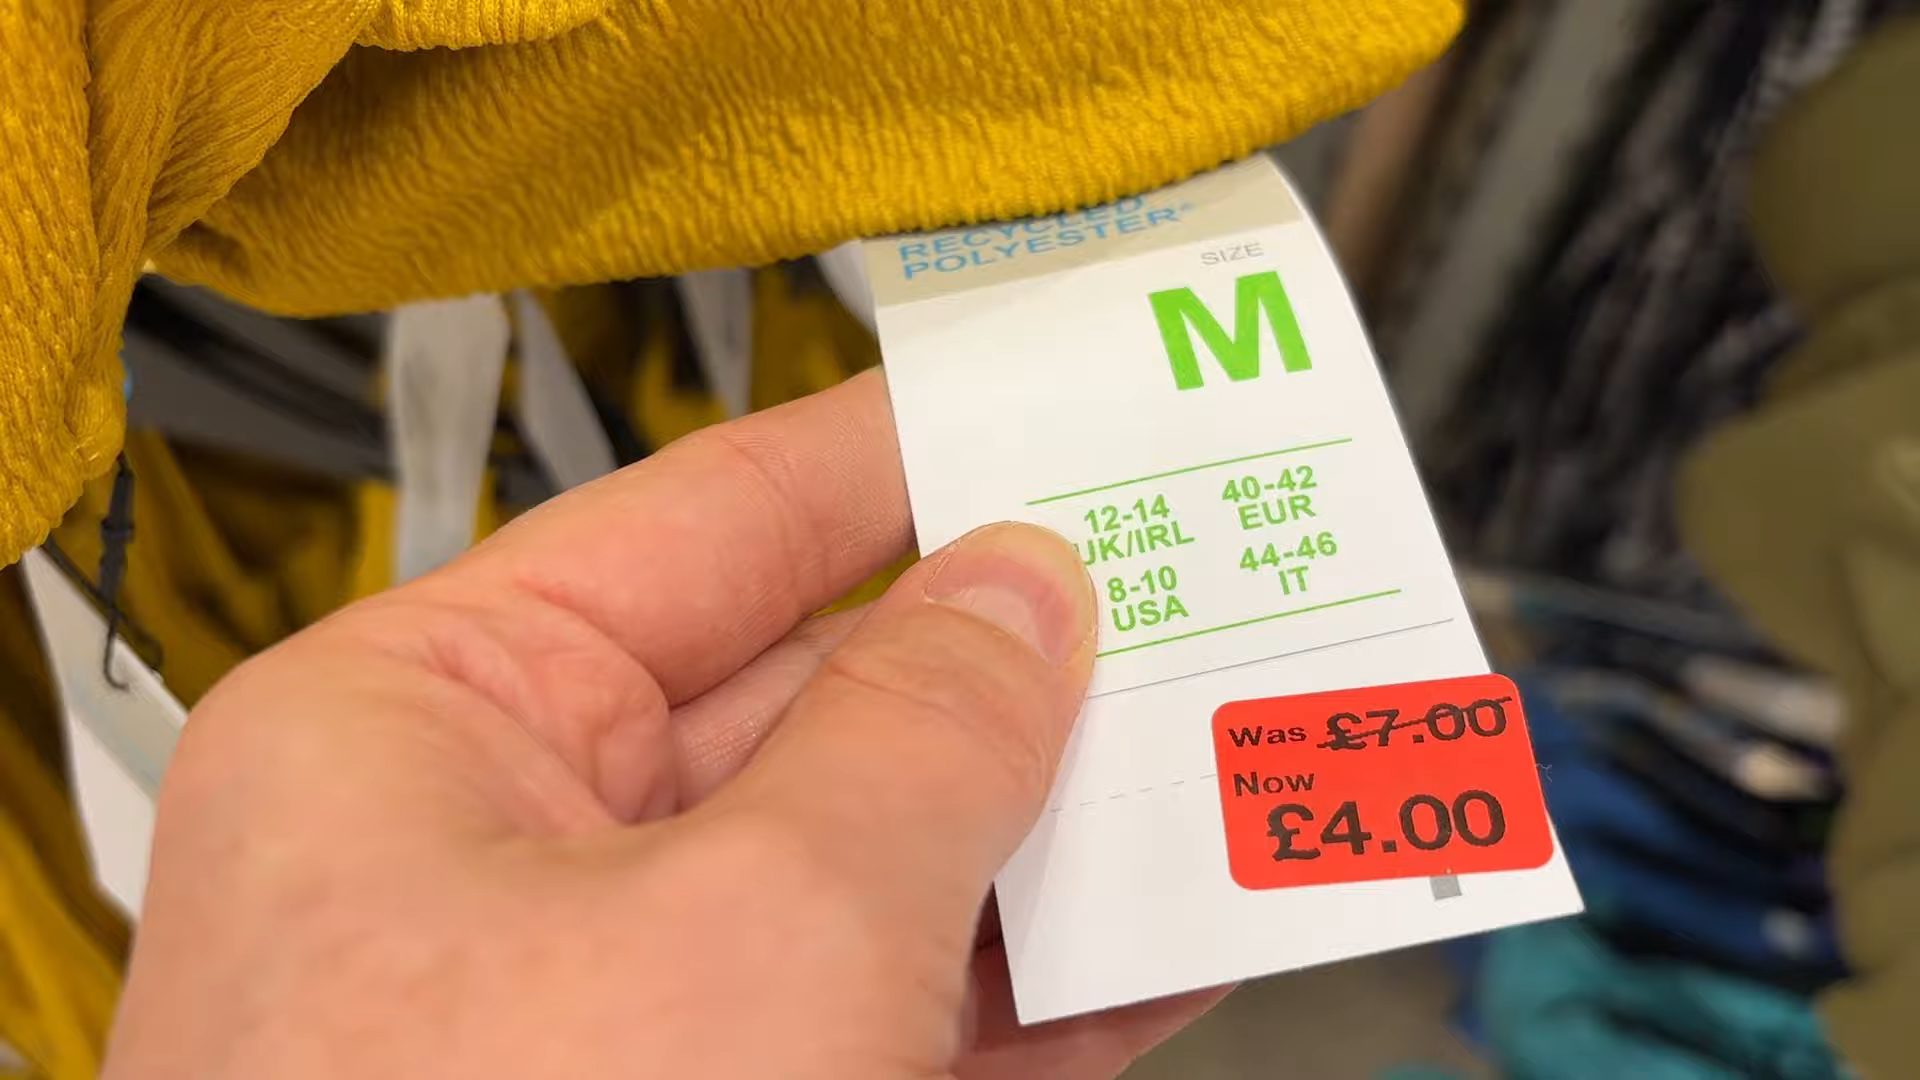 RECYCLED
POLYESTER®
SIZE
M
12-14
UK/IRL
40-42
EUR
8-10
USA
44-46
IT
Was £7.00
Now
£4.00